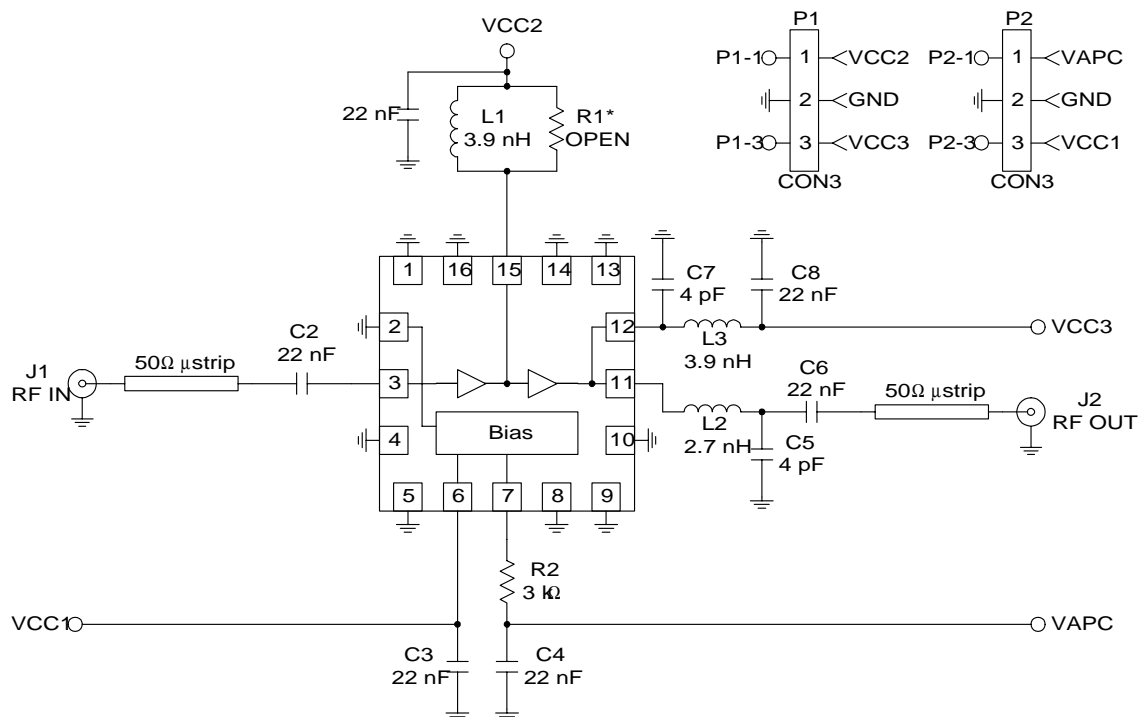 VCC2
P1
P2
P1-1
1
VCC2
P2-1
1
VAPC
22 nF
L1
3.9 nH
R1*
OPEN
2
GND
2
GND
P1-3
3
VCC3
P2-3
3
VCC1
CON3
CON3
1
16
15
14
13
C7
4 pF
C8
22 nF
2
12
VCC3
L3
3.9 nH
J1
RF IN
50Ω µstrip
C2
22 nF
3
11
C6
22 nF
50Ω µstrip
J2
RF OUT
L2
2.7 nH
C5
4 pF
4
Bias
10
5
6
7
8
9
R2
3 kΩ
VCC1
VAPC
C3
22 nF
C4
22 nF